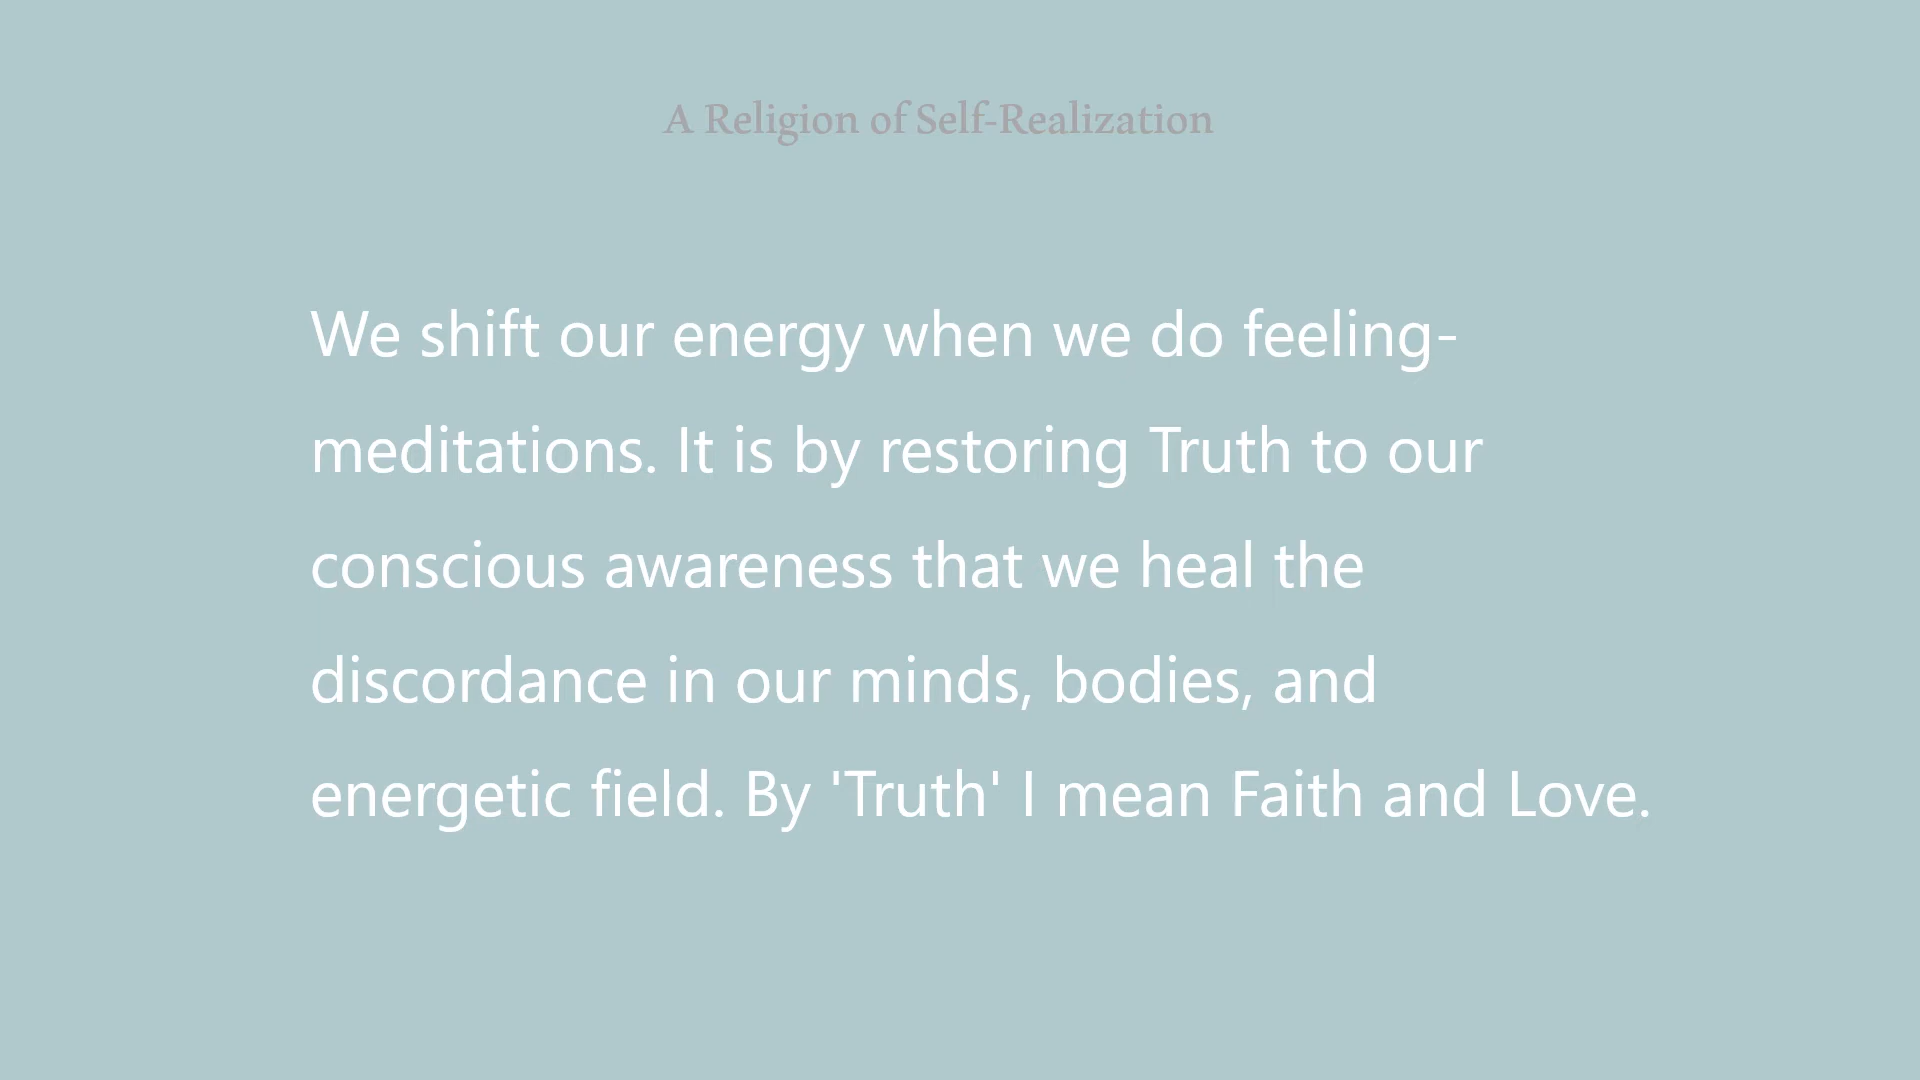 A Religion of Self-Realization
We shift our energy when we do feeling-
meditations. It is by restoring Truth to our
conscious awareness that we heal the
discordance in our minds, bodies, and
energetic field. By 'Truth' I mean Faith and Love.